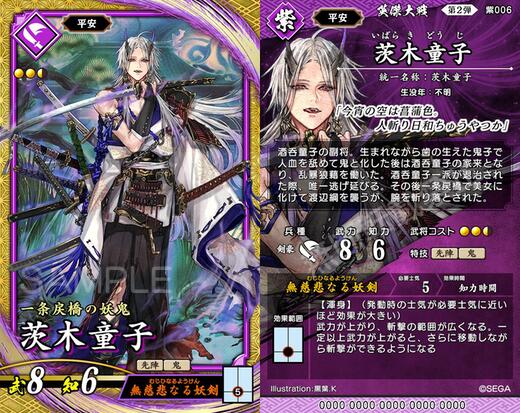 平安
SAMPLE
一条戻橋の妖鬼
茨木童子
先陣 鬼
武8 知6
むじひなるようけん
無慈悲なる妖剣
5
紫
平安
英傑大戦
第2弾
紫006
いばらきどうじ
茨木童子
統一名称:茨木童子
生没年:不明
「今宵の空は菖蒲色。
人斬り日和ちゅうやつか」
酒呑童子の副将。生まれながら歯の生えた鬼子で
人血を舐めて鬼と化した後は酒呑童子の家来とな
り、乱暴狼藉を働いた。酒呑童子一派が退治され
た際、唯一逃げ延びる。その後一条戻橋で美女に
化けて渡辺綱を襲うが、腕を斬り落とされた。
兵種 武力 知力 武将コスト
剣豪 8 6 特技 先陣 鬼
むじひなるようけん
無慈悲なる妖剣
必要士気 5
効果時間 知力時間
効果範囲
【渾身】(発動時の士気が必要士気に近い
ほど効果が大きい)
武力が上がり、斬撃の範囲が広くなる。一
定以上武力が上がると、さらに移動しなが
ら斬撃ができるようになる
Illustration:黒葉.K
©SEGA
0000 0000 0000 0000 0000